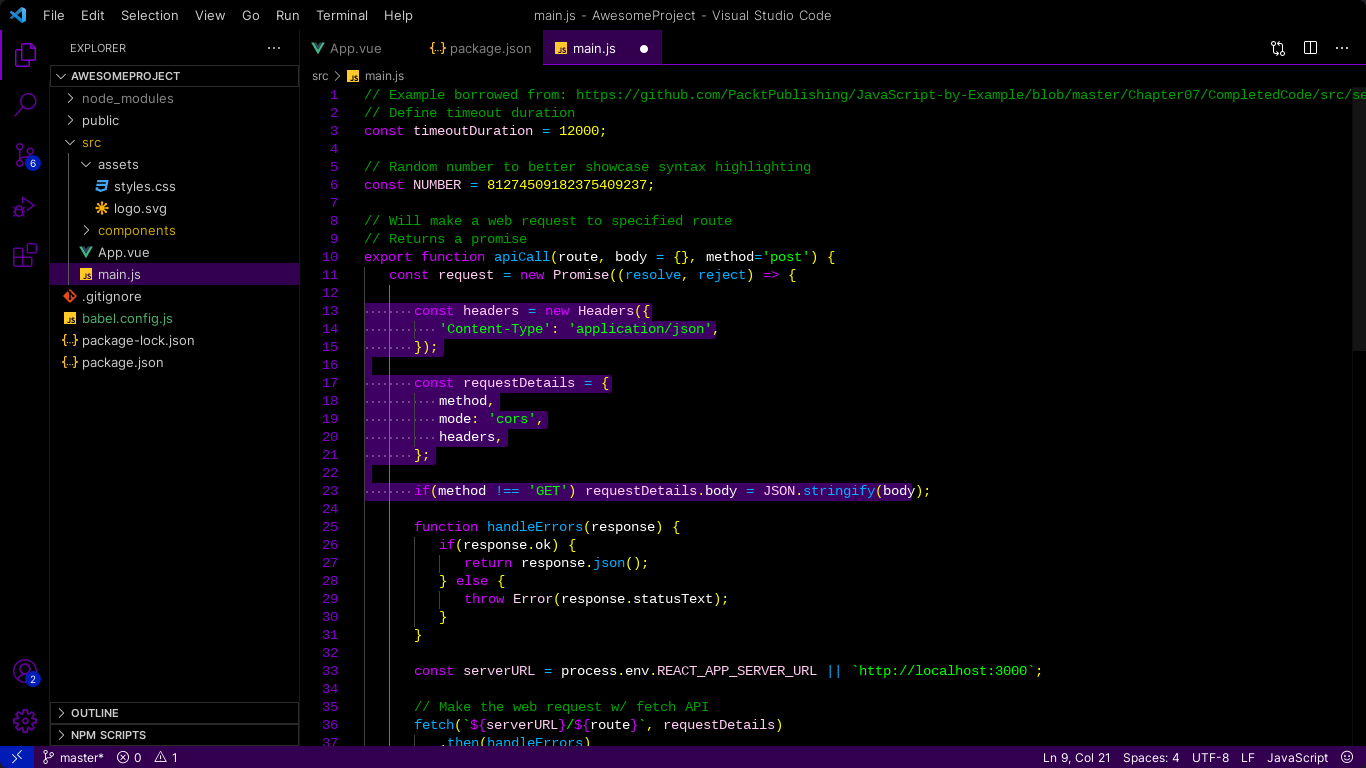 File Edit Selection View Go Run Terminal Help main.js - AwesomeProject - Visual Studio Code
EXPLORER ···
AWESOMEPROJECT
node_modules
public
src
assets
styles.css
logo.svg
components
App.vue
main.js
.gitignore
babel.config.js
package-lock.json
package.json
OUTLINE
NPM SCRIPTS
6
2
App.vue package.json main.js
src main.js
1 // Example borrowed from: https://github.com/PacktPublishing/JavaScript-by-Example/blob/master/Chapter07/CompletedCode/src/se
2 // Define timeout duration
3 const timeoutDuration = 12000;
4
5 // Random number to better showcase syntax highlighting
6 const NUMBER = 81274509182375409237;
7
8 // Will make a web request to specified route
9 // Returns a promise
10 export function apiCall(route, body = {}, method='post') {
11 const request = new Promise((resolve, reject) => {
12
13 const headers = new Headers({
14 'Content-Type': 'application/json',
15 });
16
17 const requestDetails = {
18 method,
19 mode: 'cors',
20 headers,
21 };
22
23 if(method !== 'GET') requestDetails.body = JSON.stringify(body);
24
25 function handleErrors(response) {
26 if(response.ok) {
27 return response.json();
28 } else {
29 throw Error(response.statusText);
30 }
31 }
32
33 const serverURL = process.env.REACT_APP_SERVER_URL || `http://localhost:3000`;
34
35 // Make the web request w/ fetch API
36 fetch(`${serverURL}/${route}`, requestDetails)
37 .then(handleErrors)
master* 0 1 Ln 9, Col 21 Spaces: 4 UTF-8 LF JavaScript